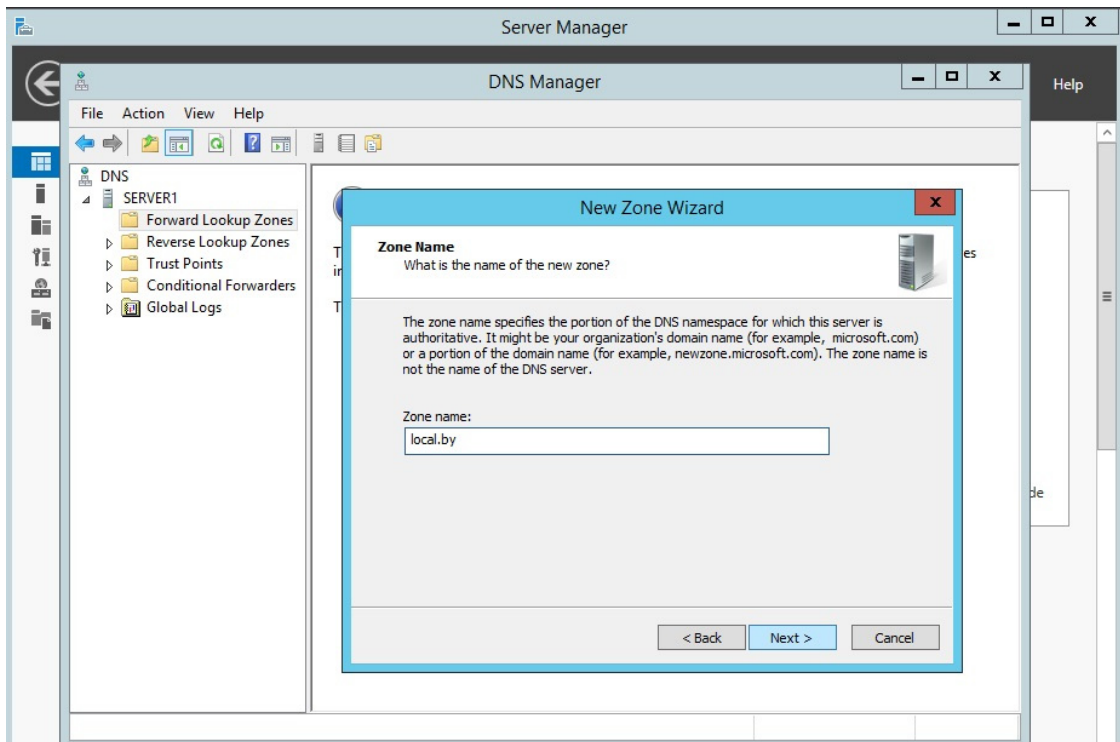 Server Manager
DNS Manager
Help
File Action View Help
DNS
SERVER1
Forward Lookup Zones
Reverse Lookup Zones
Trust Points
Conditional Forwarders
Global Logs
New Zone Wizard
Zone Name
What is the name of the new zone?
The zone name specifies the portion of the DNS namespace for which this server is
authoritative. It might be your organization's domain name (for example, microsoft.com)
or a portion of the domain name (for example, newzone.microsoft.com). The zone name is
not the name of the DNS server.
Zone name:
local.by
< Back Next > Cancel